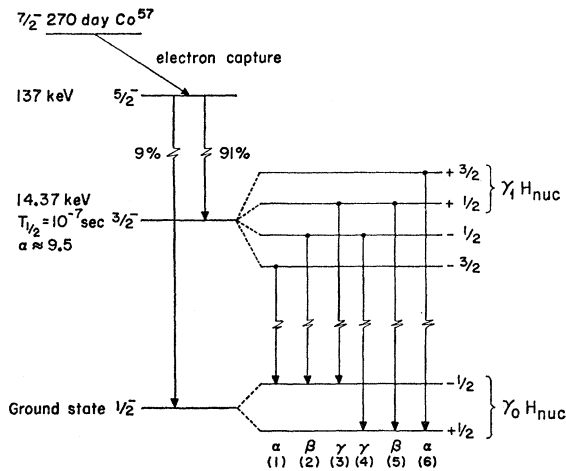 7/2⁻ 270 day Co⁵⁷
electron capture
137 keV 5/2⁻
9% 91%
+ 3/2
γ₁ Hnuc
+ 1/2
14.37 keV
T1/2 = 10⁻⁷ sec 3/2⁻
α ≈ 9.5
- 1/2
- 3/2
-1/2
γ₀ Hnuc
Ground state 1/2⁻
+1/2
α β γ γ β α
(1) (2) (3) (4) (5) (6)